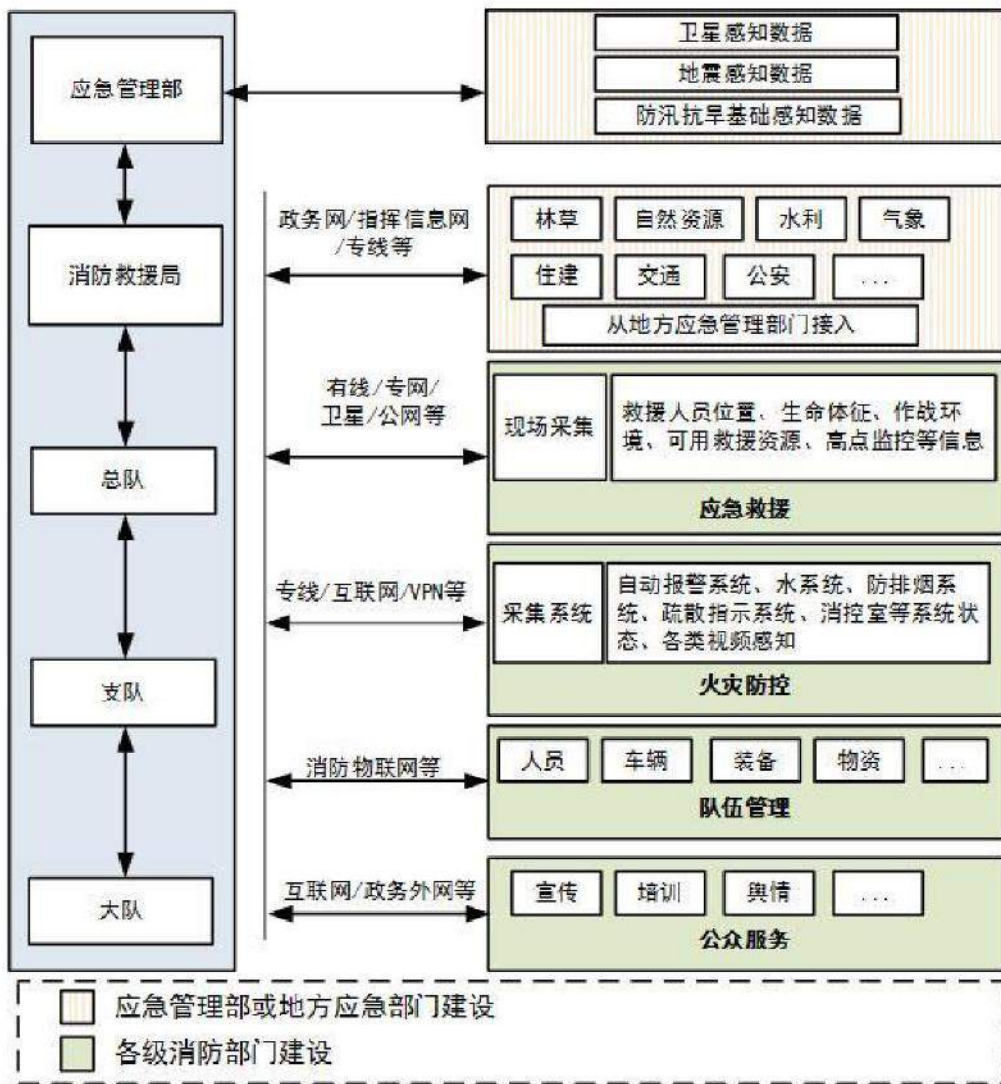 应急管理部
卫星感知数据
地震感知数据
防汛抗旱基础感知数据
消防救援局
政务网/指挥信息网
/专线等
林草
自然资源
水利
气象
住建
交通
公安
...
从地方应急管理部门接入
总队
有线/专网/
卫星/公网等
现场采集
救援人员位置、生命体征、作战环
境、可用救援资源、高点监控等信息
应急救援
支队
专线/互联网/VPN等
采集系统
自动报警系统、水系统、防排烟系
统、疏散指示系统、消控室等系统状
态、各类视频感知
火灾防控
消防物联网等
人员
车辆
装备
物资
...
队伍管理
大队
互联网/政务外网等
宣传
培训
舆情
...
公众服务
应急管理部或地方应急部门建设
各级消防部门建设